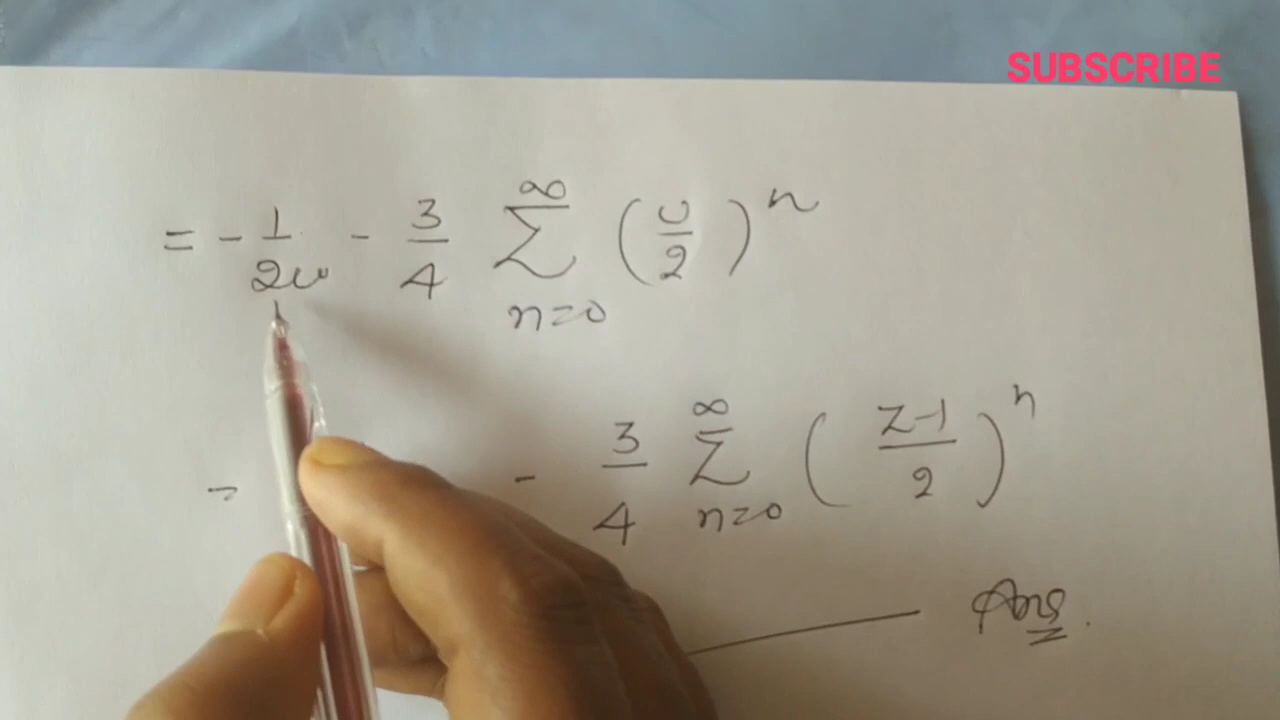 SUBSCRIBE
= - 1/2u - 3/4 ∑_{n=0}^{∞} (u/2)^n
= - 3/4 ∑_{n=0}^{∞} (z-1/2)^n
Ans.